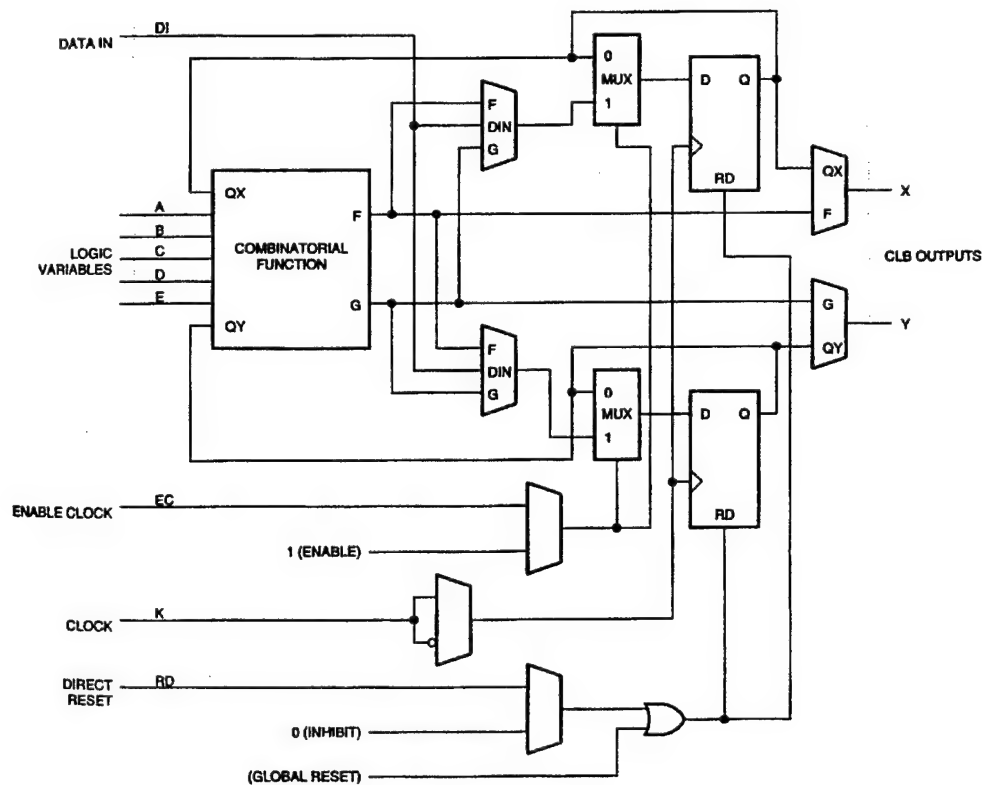 DI
DATA IN
0
MUX
1
D
Q
RD
F
DIN
G
QX
F
X
QX
A
B
C
D
E
LOGIC
VARIABLES
COMBINATORIAL
FUNCTION
F
G
QY
CLB OUTPUTS
G
QY
Y
F
DIN
G
0
MUX
1
D
Q
RD
ENABLE CLOCK
EC
1 (ENABLE)
CLOCK
K
DIRECT
RESET
RD
0 (INHIBIT)
(GLOBAL RESET)